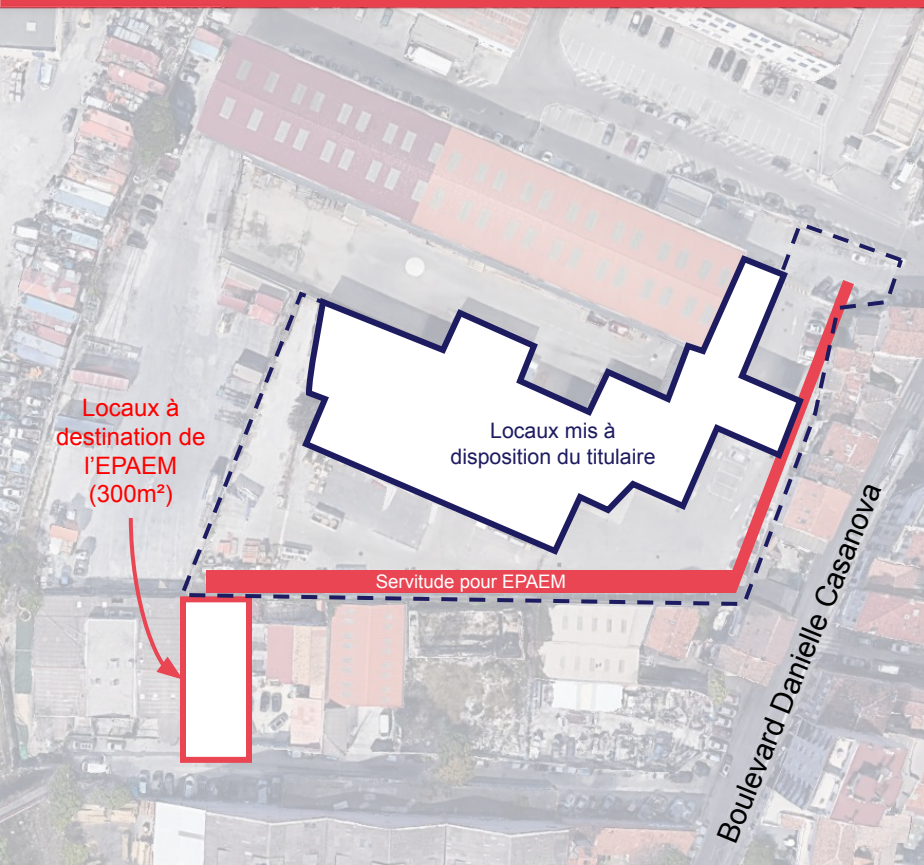 Locaux à
destination de
l'EPAEM
(300m²)
Locaux mis à
disposition du titulaire
Servitude pour EPAEM
Boulevard Danielle Casanova